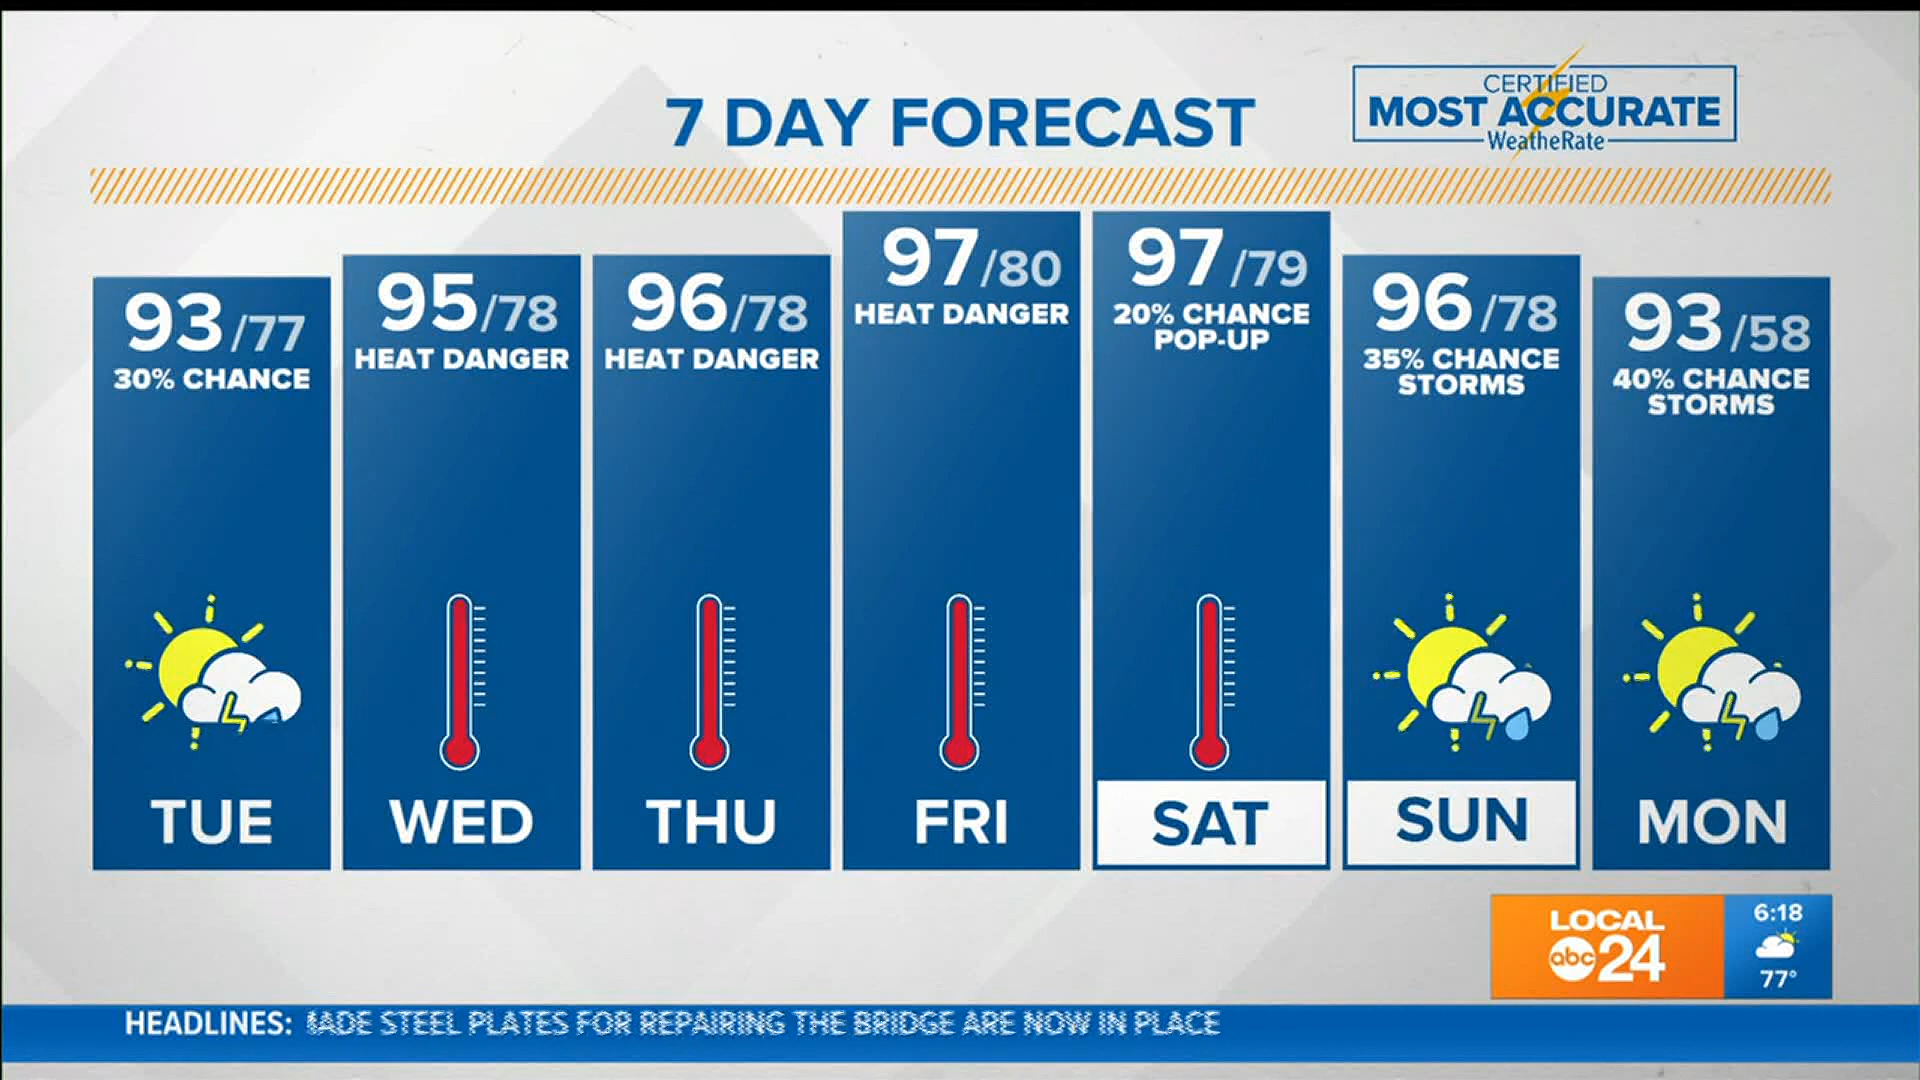 7 DAY FORECAST
CERTIFIED
MOST ACCURATE
WeatheRate
93/77
30% CHANCE
TUE
95/78
HEAT DANGER
WED
96/78
HEAT DANGER
THU
97/80
HEAT DANGER
FRI
97/79
20% CHANCE
POP-UP
SAT
96/78
35% CHANCE
STORMS
SUN
93/58
40% CHANCE
STORMS
MON
LOCAL
abc 24
6:18
77°
HEADLINES: STEEL PLATES FOR REPAIRING THE BRIDGE ARE NOW IN PLACE